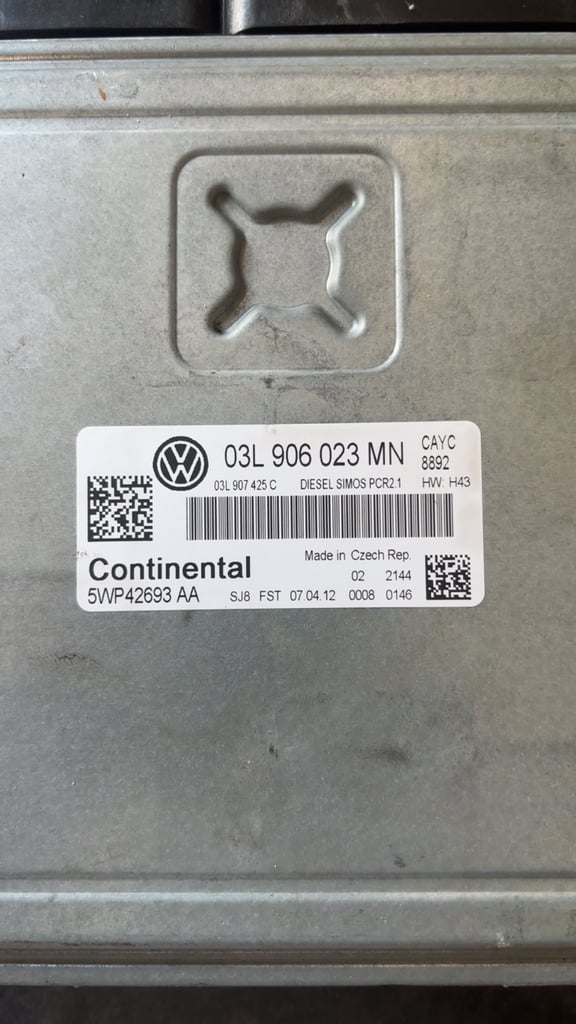 03L 906 023 MN CAYC
8892
03L 907 425 C DIESEL SIMOS PCR2.1 HW: H43
Made in Czech Rep.
Continental
02 2144
5WP42693 AA SJ8 FST 07.04.12 0008 0146